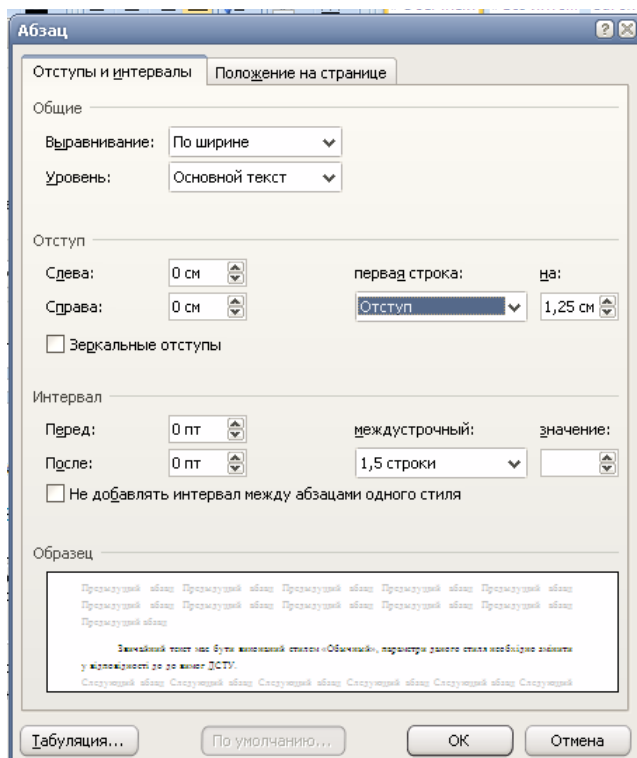 Абзац
Отступы и интервалы Положение на странице
Общие
Выравнивание: По ширине
Уровень: Основной текст
Отступ
Слева: 0 см первая строка: на:
Справа: 0 см Отступ 1,25 см
Зеркальные отступы
Интервал
Перед: 0 пт междустрочный: значение:
После: 0 пт 1,5 строки
Не добавлять интервал между абзацами одного стиля
Образец
Предыдущий абзац Предыдущий абзац Предыдущий абзац Предыдущий абзац Предыдущий абзац
Предыдущий абзац Предыдущий абзац Предыдущий абзац Предыдущий абзац Предыдущий абзац
Предыдущий абзац
Звичайний текст має бути виконаний стилем «Обычный», параметри даного стиля необхідно змінити
у відповідності до до вимог ДСТУ.
Следующий абзац Следующий абзац Следующий абзац Следующий абзац Следующий абзац
Табуляция... По умолчанию... ОК Отмена